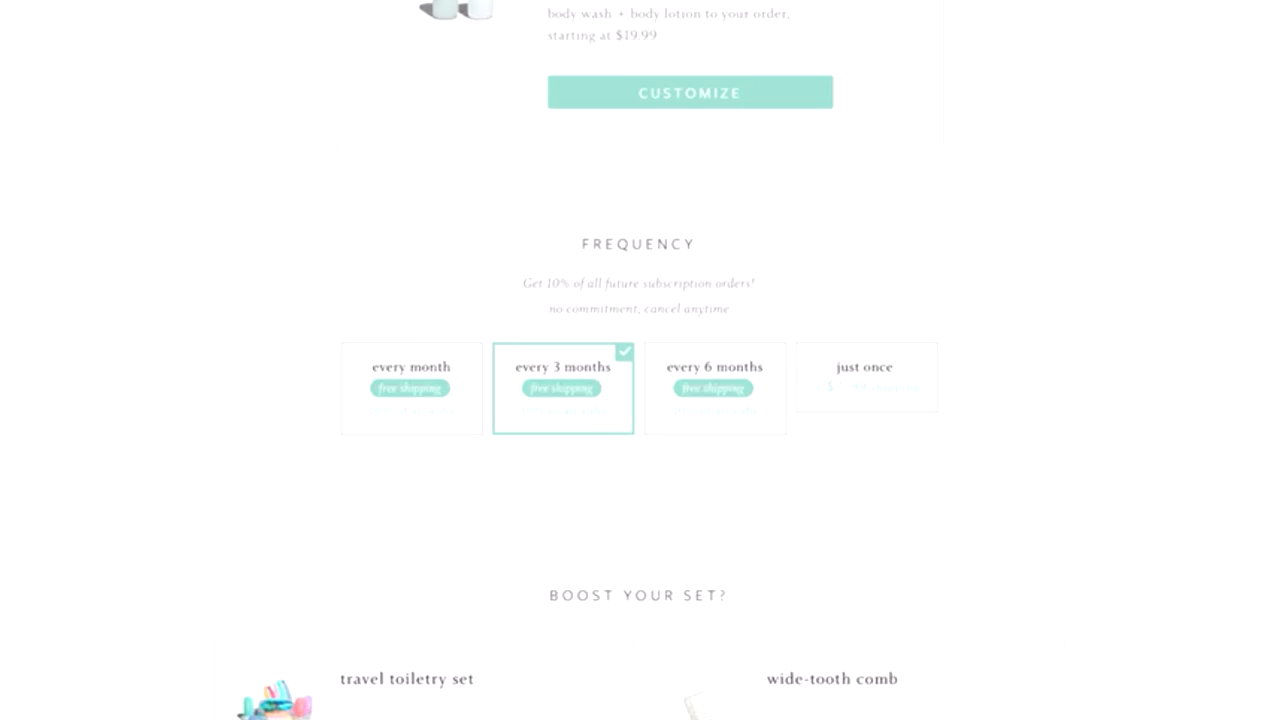 body wash + body lotion to your order,
starting at $19.99
CUSTOMIZE
FREQUENCY
Get 10% of all future subscription orders!
no commitment, cancel anytime
every month
free shipping
every 3 months
free shipping
every 6 months
free shipping
just once
BOOST YOUR SET?
travel toiletry set
wide-tooth comb